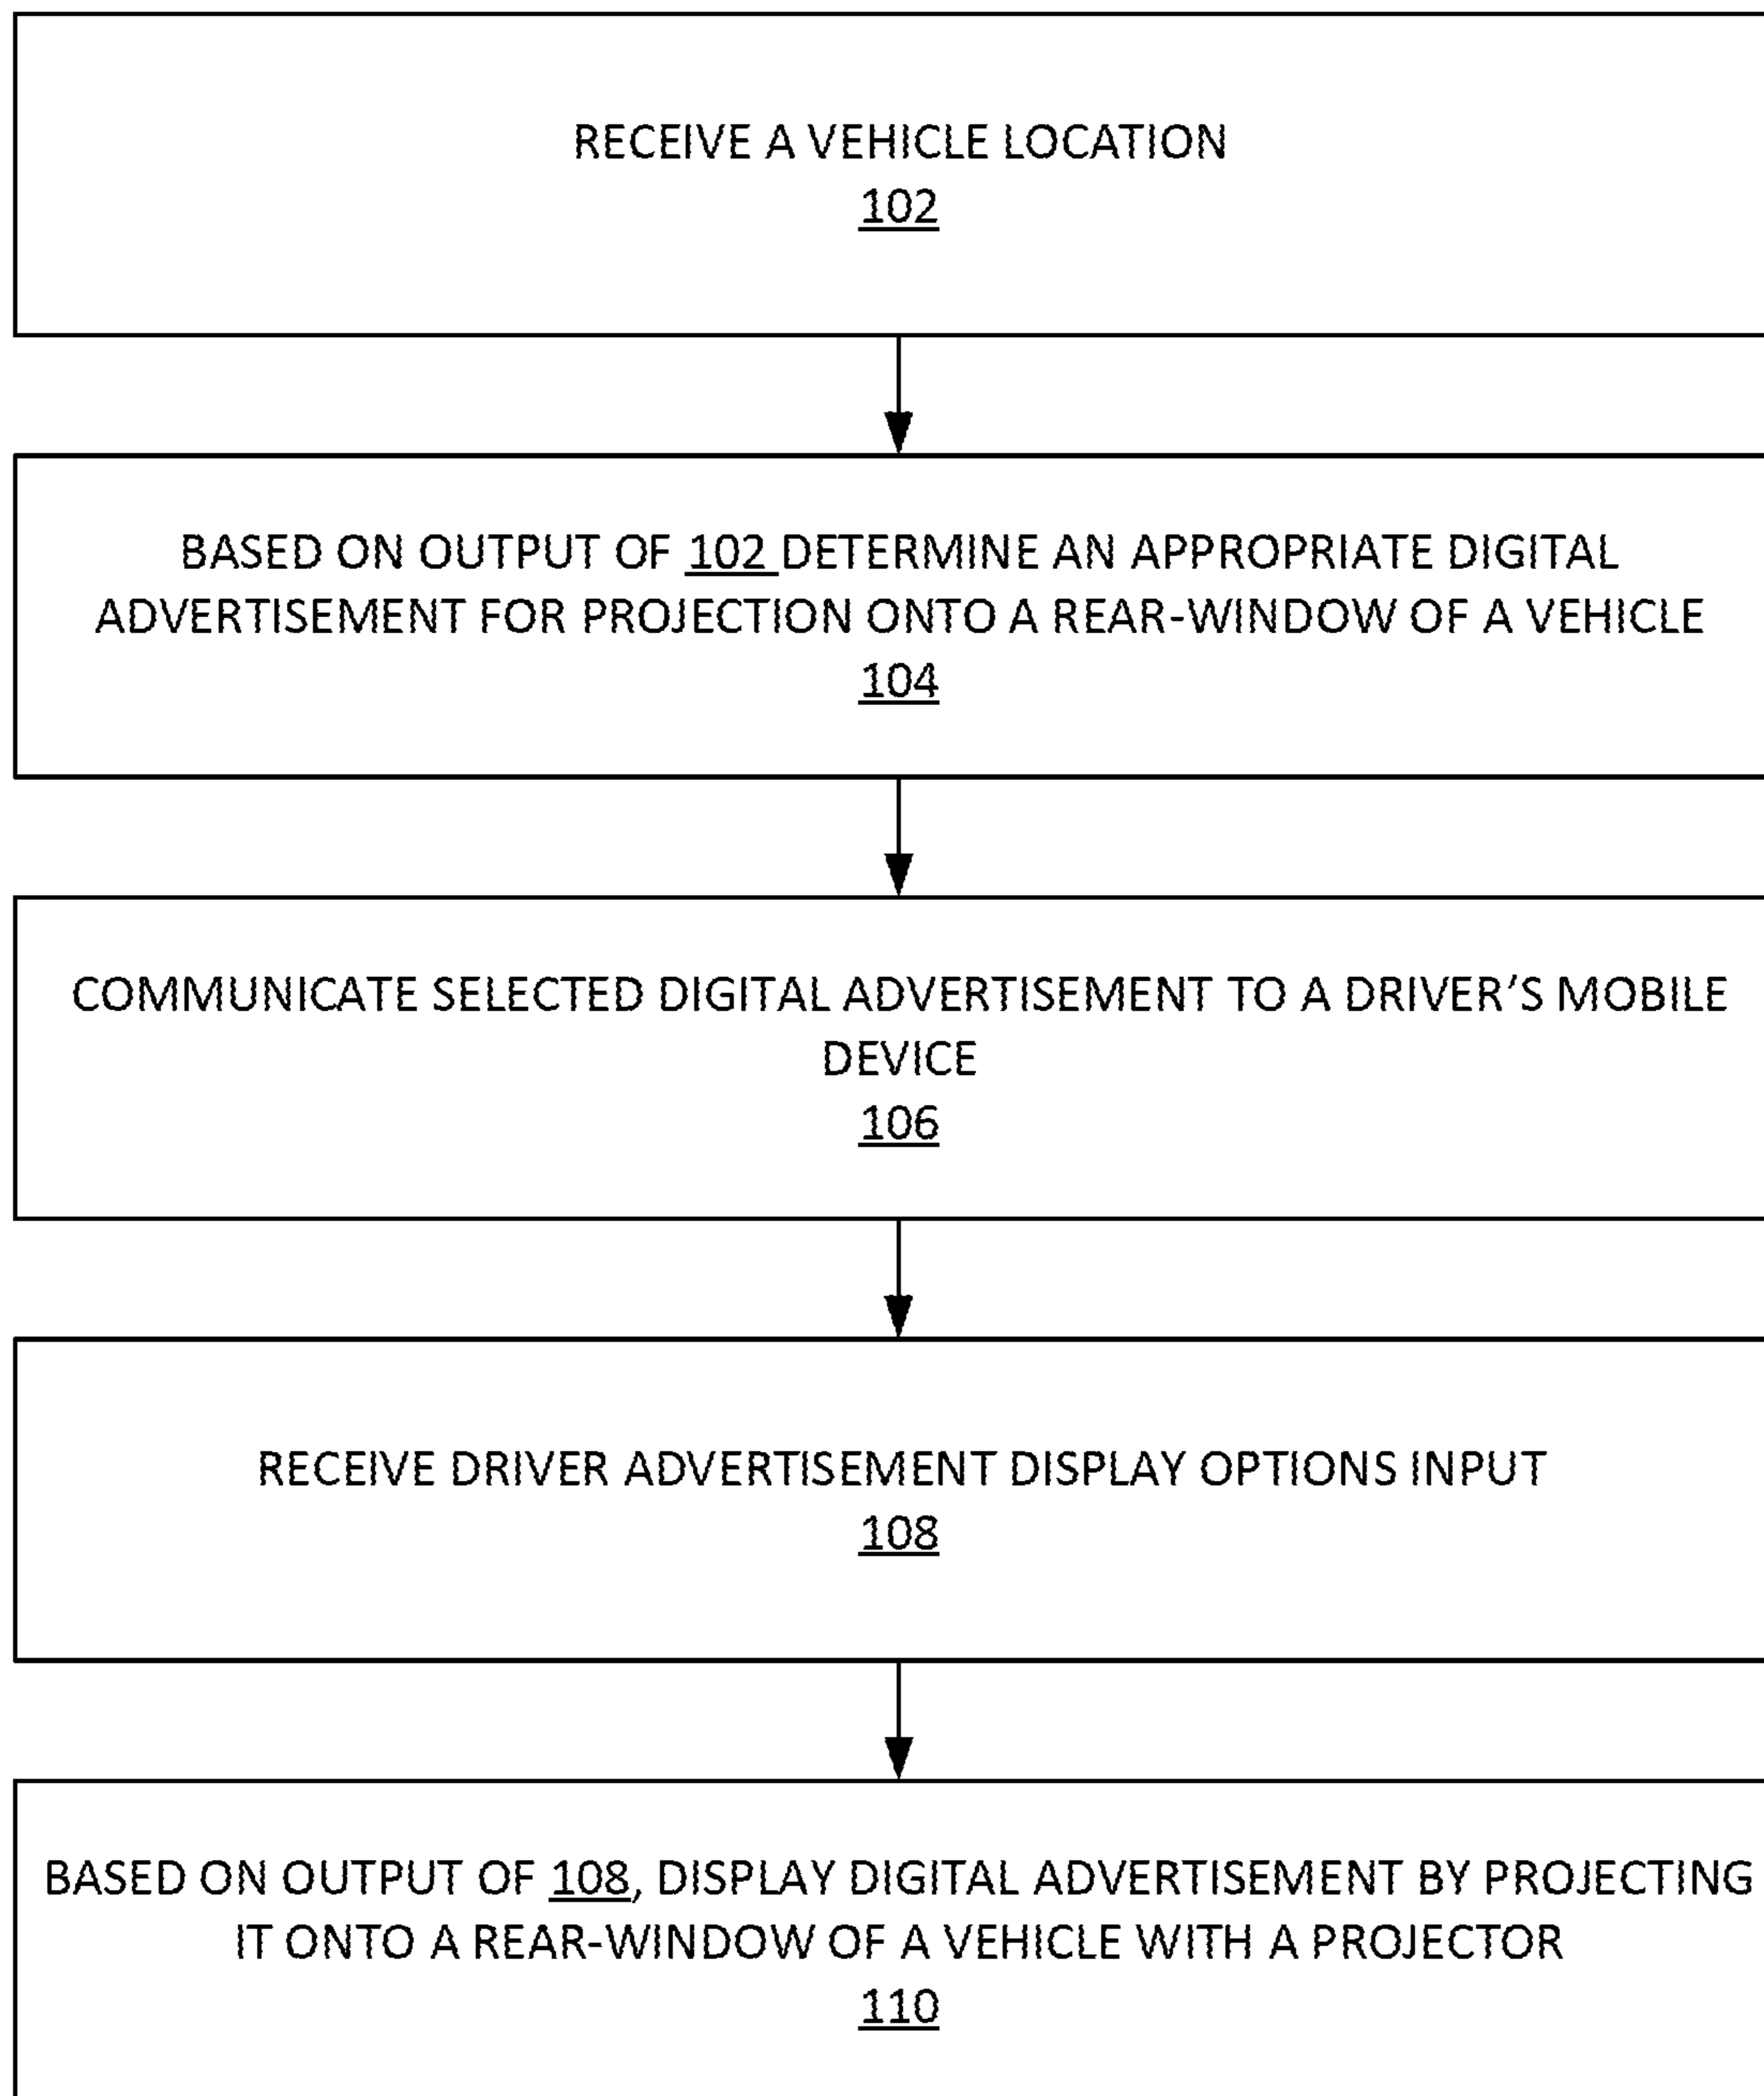 RECEIVE A VEHICLE LOCATION
102
BASED ON OUTPUT OF 102 DETERMINE AN APPROPRIATE DIGITAL
ADVERTISEMENT FOR PROJECTION ONTO A REAR-WINDOW OF A VEHICLE
104
COMMUNICATE SELECTED DIGITAL ADVERTISEMENT TO A DRIVER’S MOBILE
DEVICE
106
RECEIVE DRIVER ADVERTISEMENT DISPLAY OPTIONS INPUT
108
BASED ON OUTPUT OF 108, DISPLAY DIGITAL ADVERTISEMENT BY PROJECTING
IT ONTO A REAR-WINDOW OF A VEHICLE WITH A PROJECTOR
110